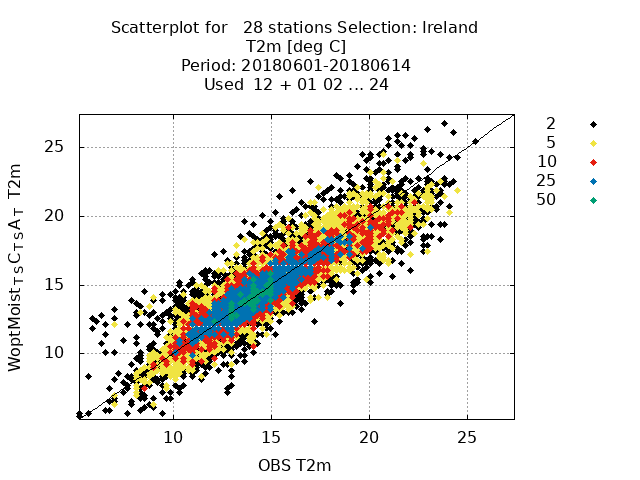 Scatterplot for   28 stations Selection: Ireland
T2m [deg C]
Period: 20180601-20180614
Used  12 + 01 02 ... 24
2
5
10
25
50
25
20
15
10
10 15 20 25
OBS T2m
WoptMoist_TS C_TS A_T  T2m